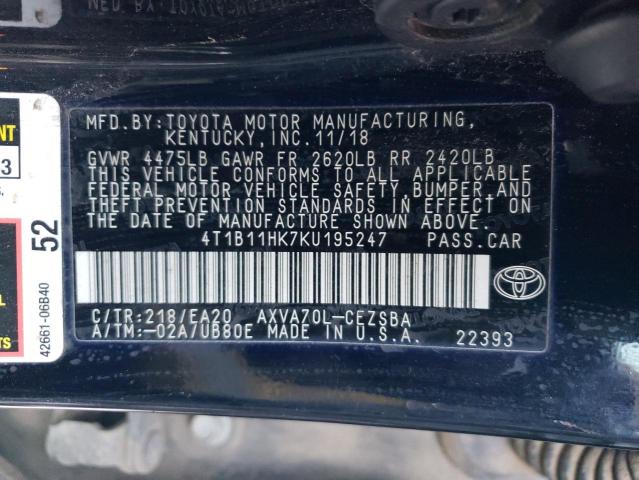 MFD.BY:TOYOTA MOTOR MANUFACTURING,
KENTUCKY,INC.11/18
GVWR 4475LB GAWR FR 2620LB RR 2420LB
THIS VEHICLE CONFORMS TO ALL APPLICABLE
FEDERAL MOTOR VEHICLE SAFETY, BUMPER, AND
THEFT PREVENTION STANDARDS IN EFFECT ON
THE DATE OF MANUFACTURE SHOWN ABOVE.
4T1B11HK7KU195247 PASS.CAR
C/TR:218/EA20 AXVA70L-CEZSBA
A/TM:-02A/UB80E MADE IN U.S.A. 22393
52
42661-06B40